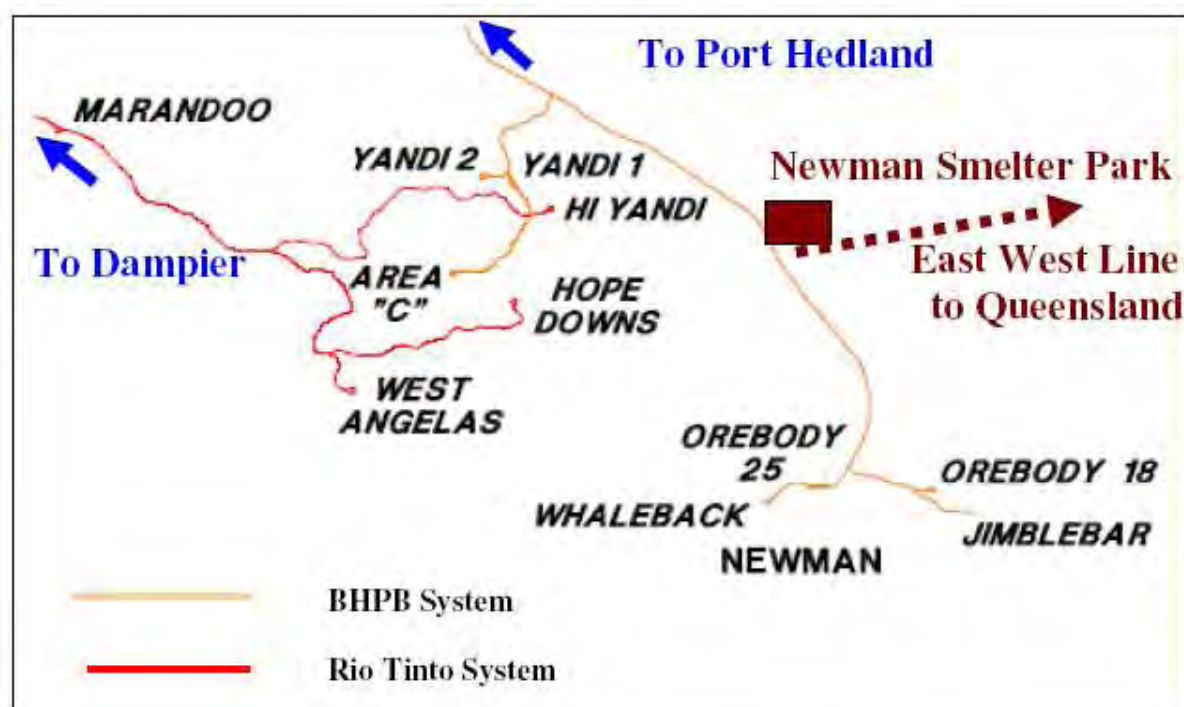 To Port Hedland
MARANDOO
YANDI 2
YANDI 1
Newman Smelter Park
HI YANDI
To Dampier
East West Line
to Queensland
AREA
"C"
HOPE
DOWNS
WEST
ANGELAS
OREBODY
25
OREBODY 18
WHALEBACK
JIMBLEBAR
NEWMAN
BHPB System
Rio Tinto System